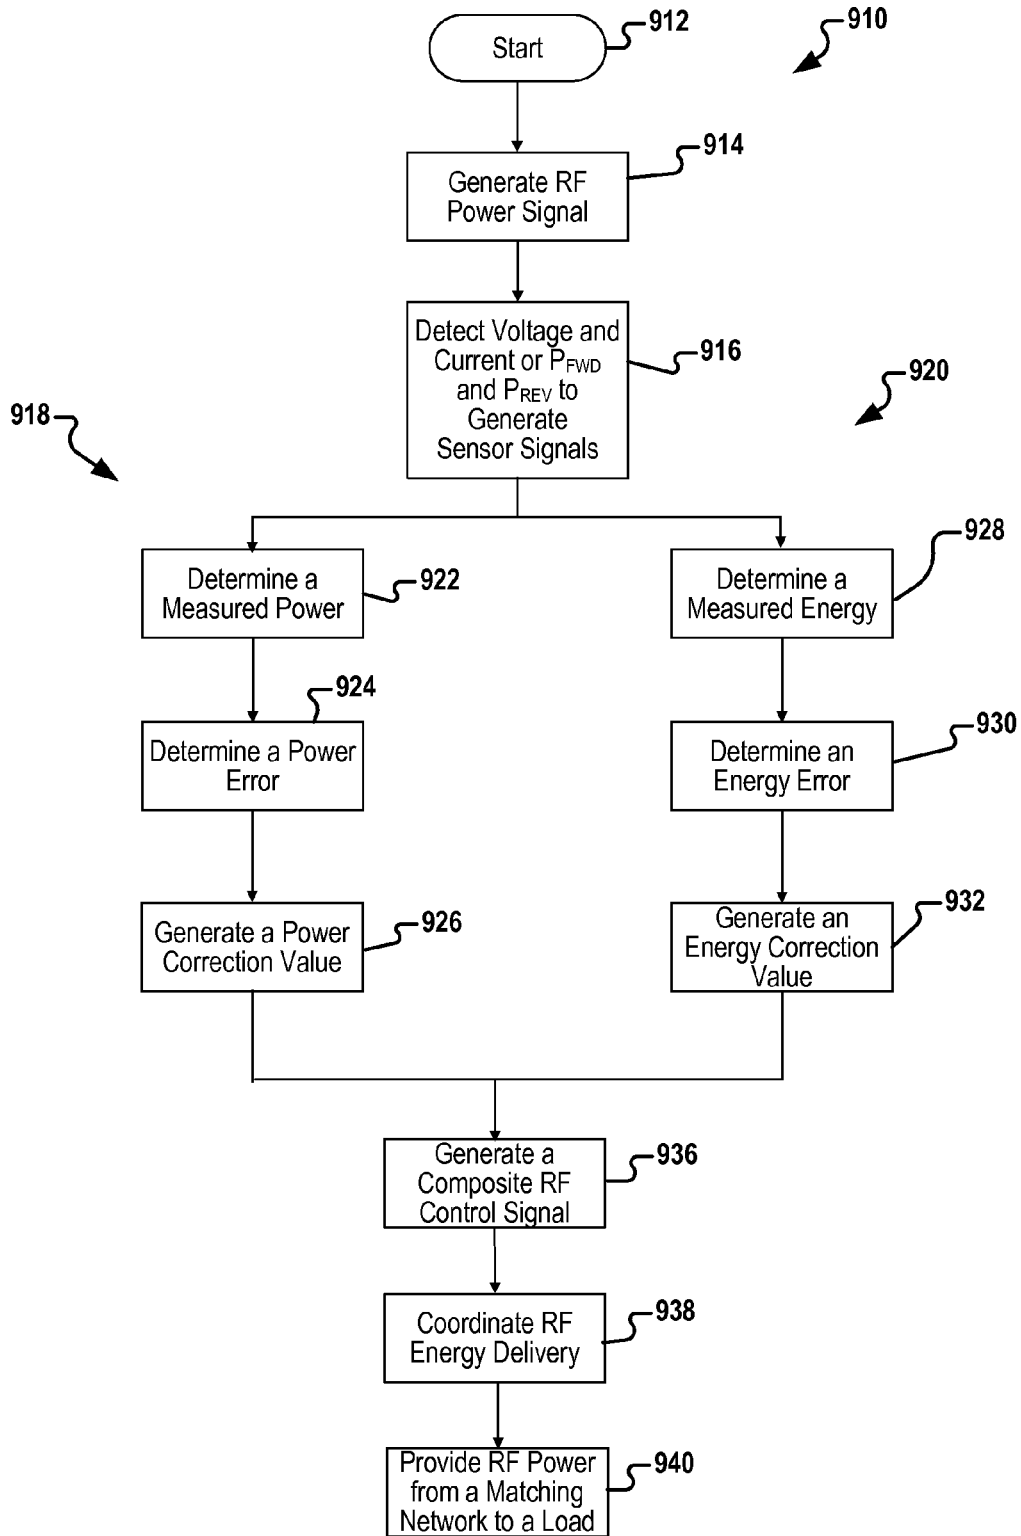 Start
912
910
Generate RF
Power Signal
914
Detect Voltage and
Current or PFWD
and PREV to
Generate
Sensor Signals
916
918
920
Determine a
Measured Power
922
Determine a
Measured Energy
928
Determine a Power
Error
924
Determine an
Energy Error
930
Generate a Power
Correction Value
926
Generate an
Energy Correction
Value
932
Generate a
Composite RF
Control Signal
936
Coordinate RF
Energy Delivery
938
Provide RF Power
from a Matching
Network to a Load
940